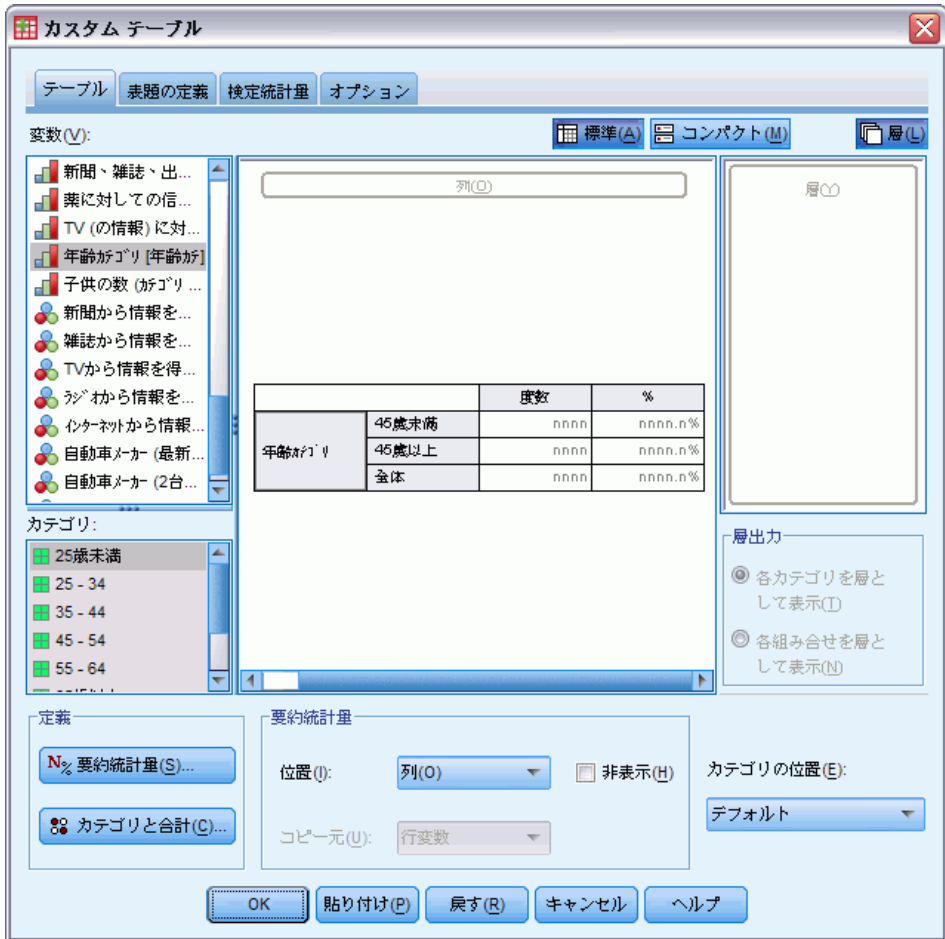 カスタム テーブル
テーブル 表題の定義 検定統計量 オプション
変数(V):
標準(A) コンパクト(M) 層(L)
新聞、雑誌、出...
薬に対しての信...
TV (の情報) に対...
年齢ｶﾃｺﾞﾘ [年齢ｶﾃ]
子供の数 (ｶﾃｺﾞﾘ ...
新聞から情報を...
雑誌から情報を...
TVから情報を得...
ﾗｼﾞｵから情報を...
ｲﾝﾀｰﾈｯﾄから情報...
自動車ﾒｰｶｰ (最新...
自動車ﾒｰｶｰ (2台...
列(O)
度数 %
年齢ｶﾃｺﾞﾘ
45歳未満 nnnn nnnn.n%
45歳以上 nnnn nnnn.n%
全体 nnnn nnnn.n%
層(Y)
カテゴリ:
25歳未満
25 - 34
35 - 44
45 - 54
55 - 64
層出力
各カテゴリを層と
して表示(T)
各組み合せを層と
して表示(N)
定義
N% 要約統計量(S)...
カテゴリと合計(C)...
要約統計量
位置(I): 列(O) 非表示(H)
コピー元(U): 行変数
カテゴリの位置(E):
デフォルト
OK 貼り付け(P) 戻す(R) キャンセル ヘルプ